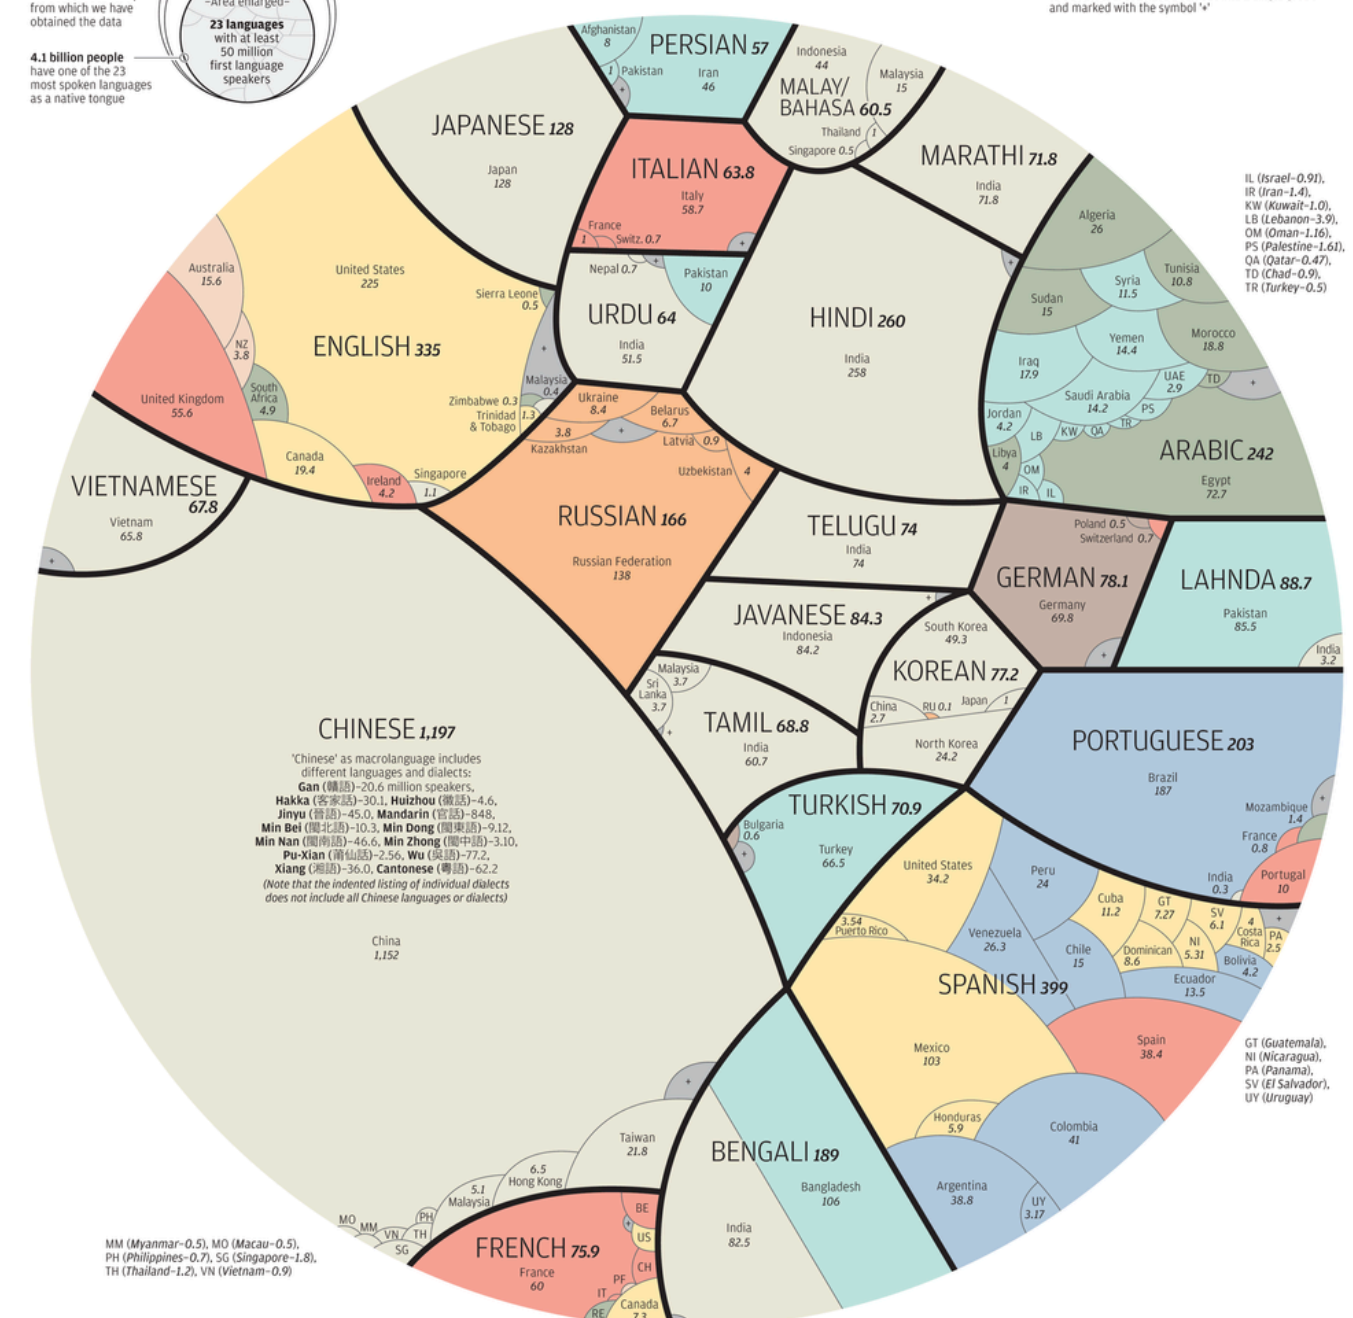 from which we have
obtained the data
4.1 billion people
have one of the 23
most spoken languages
as a native tongue
–Area enlarged–
23 languages
with at least
50 million
first language
speakers
and marked with the symbol '+'
Afghanistan
8
PERSIAN 57
1 Pakistan
Iran
46
+
Indonesia
44
MALAY/
BAHASA 60.5
Malaysia
15
Thailand 1
Singapore 0.5
JAPANESE 128
Japan
128
ITALIAN 63.8
Italy
58.7
France
1
Switz. 0.7
+
MARATHI 71.8
India
71.8
IL (Israel–0.91),
IR (Iran–1.4),
KW (Kuwait–1.0),
LB (Lebanon–3.9),
OM (Oman–1.16),
PS (Palestine–1.61),
QA (Qatar–0.47),
TD (Chad–0.9),
TR (Turkey–0.5)
Australia
15.6
United States
225
ENGLISH 335
Sierra Leone
0.5
+
NZ
3.8
South
Africa
4.9
Malaysia
0.4
Zimbabwe 0.3
Trinidad
& Tobago
1.3
United Kingdom
55.6
Canada
19.4
Ireland
4.2
Singapore
1.1
Nepal 0.7
+
Pakistan
10
URDU 64
India
51.5
HINDI 260
India
258
+
Algeria
26
Sudan
15
Syria
11.5
Tunisia
10.8
Yemen
14.4
Morocco
18.8
Iraq
17.9
Saudi Arabia
14.2
UAE
2.9
TD
+
Jordan
4.2
PS
TR
QA
KW
LB
Libya
4
OM
IR
IL
ARABIC 242
Egypt
72.7
VIETNAMESE
67.8
Vietnam
65.8
+
Ukraine
8.4
Belarus
6.7
3.8
Kazakhstan
+
Latvia 0.9
Uzbekistan 4
RUSSIAN 166
Russian Federation
138
TELUGU 74
India
74
Poland 0.5
Switzerland 0.7
GERMAN 78.1
Germany
69.8
+
LAHNDA 88.7
Pakistan
85.5
India
3.2
JAVANESE 84.3
Indonesia
84.2
+
South Korea
49.3
KOREAN 77.2
China
2.7
RU 0.1
Japan 1
North Korea
24.2
Malaysia
3.7
Sri
Lanka
3.7
+
TAMIL 68.8
India
60.7
PORTUGUESE 203
Brazil
187
+
Mozambique
1.4
France
0.8
India
0.3
Portugal
10
CHINESE 1,197
'Chinese' as macrolanguage includes
different languages and dialects:
Gan (贛語)–20.6 million speakers,
Hakka (客家話)–30.1, Huizhou (徽話)–4.6,
Jinyu (晉語)–45.0, Mandarin (官話)–848,
Min Bei (閩北語)–10.3, Min Dong (閩東語)–9.12,
Min Nan (閩南語)–46.6, Min Zhong (閩中語)–3.10,
Pu-Xian (莆仙話)–2.56, Wu (吳語)–77.2,
Xiang (湘語)–36.0, Cantonese (粵語)–62.2
(Note that the indented listing of individual dialects
does not include all Chinese languages or dialects)
China
1,152
+
Taiwan
21.8
6.5
Hong Kong
5.1
Malaysia
PH
TH
MO
MM
VN
SG
MM (Myanmar–0.5), MO (Macau–0.5),
PH (Philippines–0.7), SG (Singapore–1.8),
TH (Thailand–1.2), VN (Vietnam–0.9)
TURKISH 70.9
Bulgaria
0.6
+
Turkey
66.5
United States
34.2
3.54
Puerto Rico
Peru
24
Venezuela
26.3
Chile
15
Cuba
11.2
GT
7.27
SV
6.1
4
Costa
Rica
+
PA
2.5
Dominican
8.6
NI
5.31
Bolivia
4.2
Ecuador
13.5
SPANISH 399
Mexico
103
Spain
38.4
Honduras
5.9
Colombia
41
Argentina
38.8
UY
3.17
GT (Guatemala),
NI (Nicaragua),
PA (Panama),
SV (El Salvador),
UY (Uruguay)
BENGALI 189
Bangladesh
106
India
82.5
FRENCH 75.9
France
60
BE
+
US
CH
PF
IT
RE
Canada
7.3